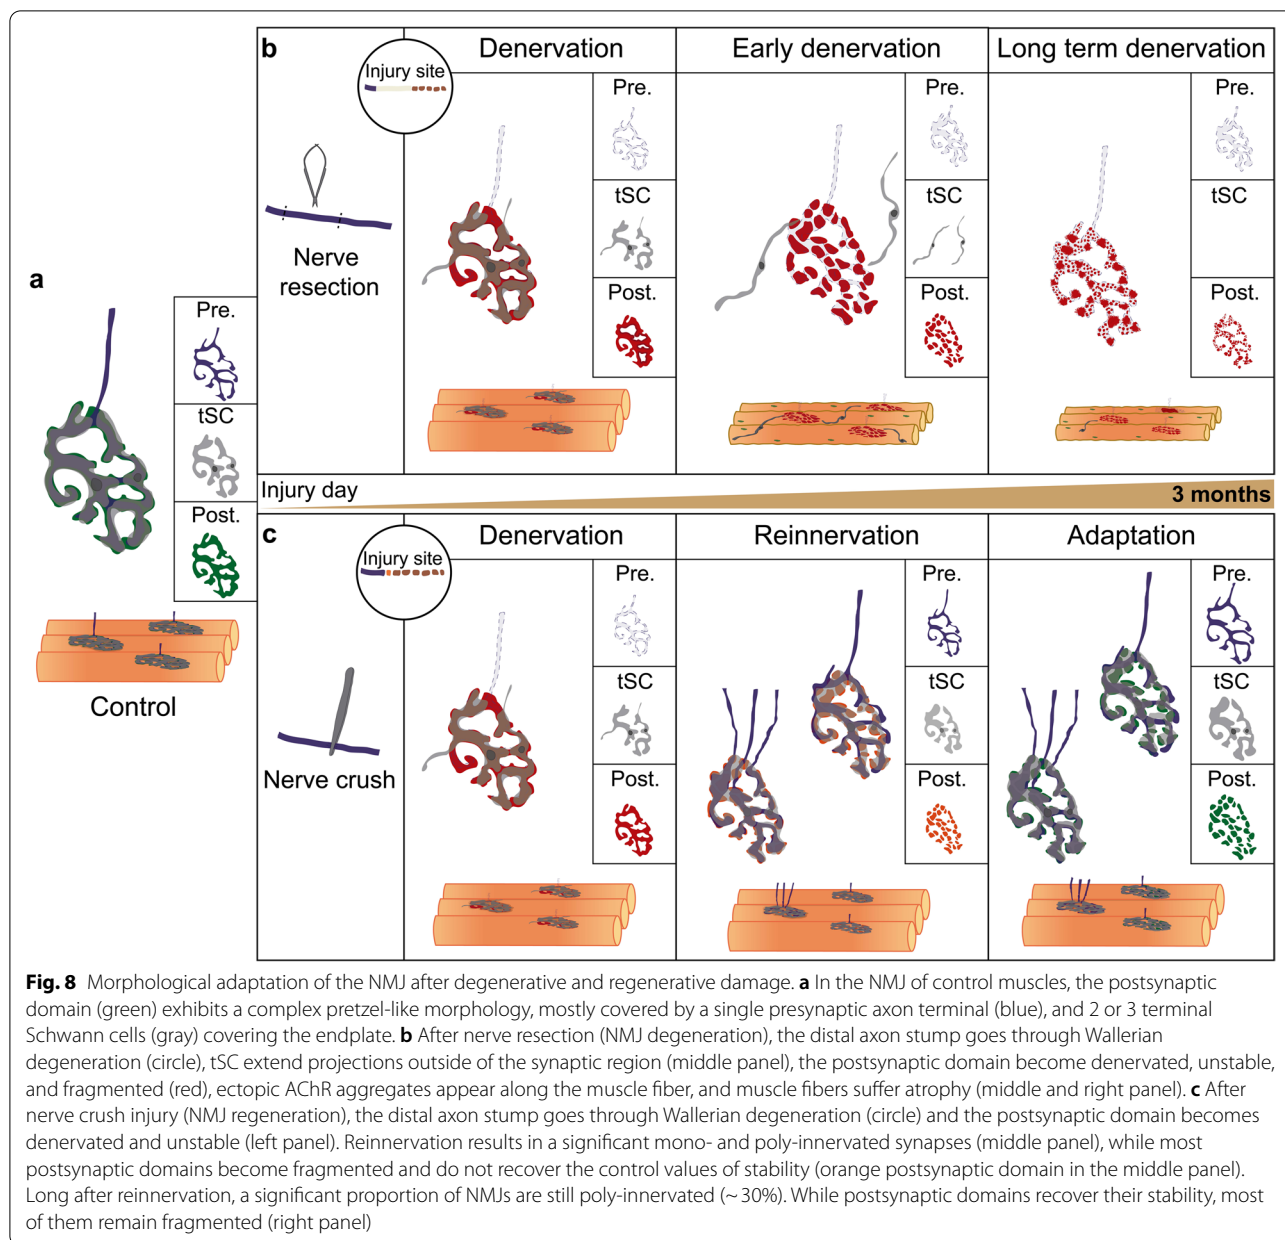 a
Pre.
tSC
Post.
Control
b
Injury site
Nerve
resection
Denervation
Pre.
tSC
Post.
Early denervation
Pre.
tSC
Post.
Long term denervation
Pre.
tSC
Post.
Injury day
3 months
c
Injury site
Nerve crush
Denervation
Pre.
tSC
Post.
Reinnervation
Pre.
tSC
Post.
Adaptation
Pre.
tSC
Post.
Fig. 8 Morphological adaptation of the NMJ after degenerative and regenerative damage. a In the NMJ of control muscles, the postsynaptic
domain (green) exhibits a complex pretzel-like morphology, mostly covered by a single presynaptic axon terminal (blue), and 2 or 3 terminal
Schwann cells (gray) covering the endplate. b After nerve resection (NMJ degeneration), the distal axon stump goes through Wallerian
degeneration (circle), tSC extend projections outside of the synaptic region (middle panel), the postsynaptic domain become denervated, unstable,
and fragmented (red), ectopic AChR aggregates appear along the muscle fiber, and muscle fibers suffer atrophy (middle and right panel). c After
nerve crush injury (NMJ regeneration), the distal axon stump goes through Wallerian degeneration (circle) and the postsynaptic domain becomes
denervated and unstable (left panel). Reinnervation results in a significant mono- and poly-innervated synapses (middle panel), while most
postsynaptic domains become fragmented and do not recover the control values of stability (orange postsynaptic domain in the middle panel).
Long after reinnervation, a significant proportion of NMJs are still poly-innervated (~ 30%). While postsynaptic domains recover their stability, most
of them remain fragmented (right panel)